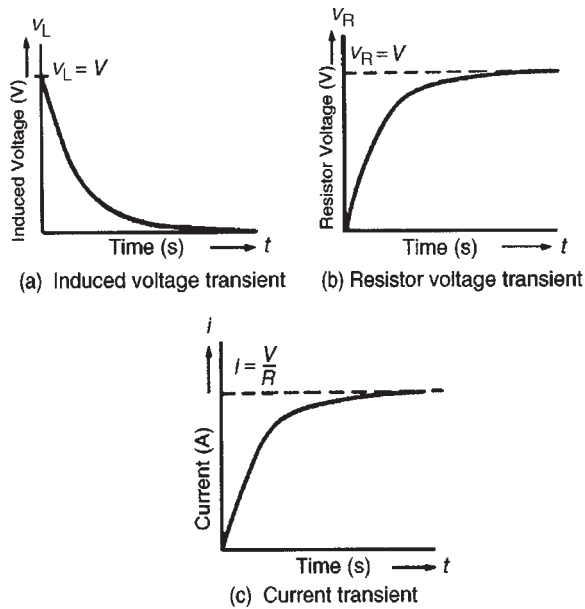 vL
vL = V
Induced Voltage (V)
Time (s)
t
(a) Induced voltage transient
vR
vR = V
Resistor Voltage (V)
Time (s)
t
(b) Resistor voltage transient
i
I = V/R
Current (A)
Time (s)
t
(c) Current transient